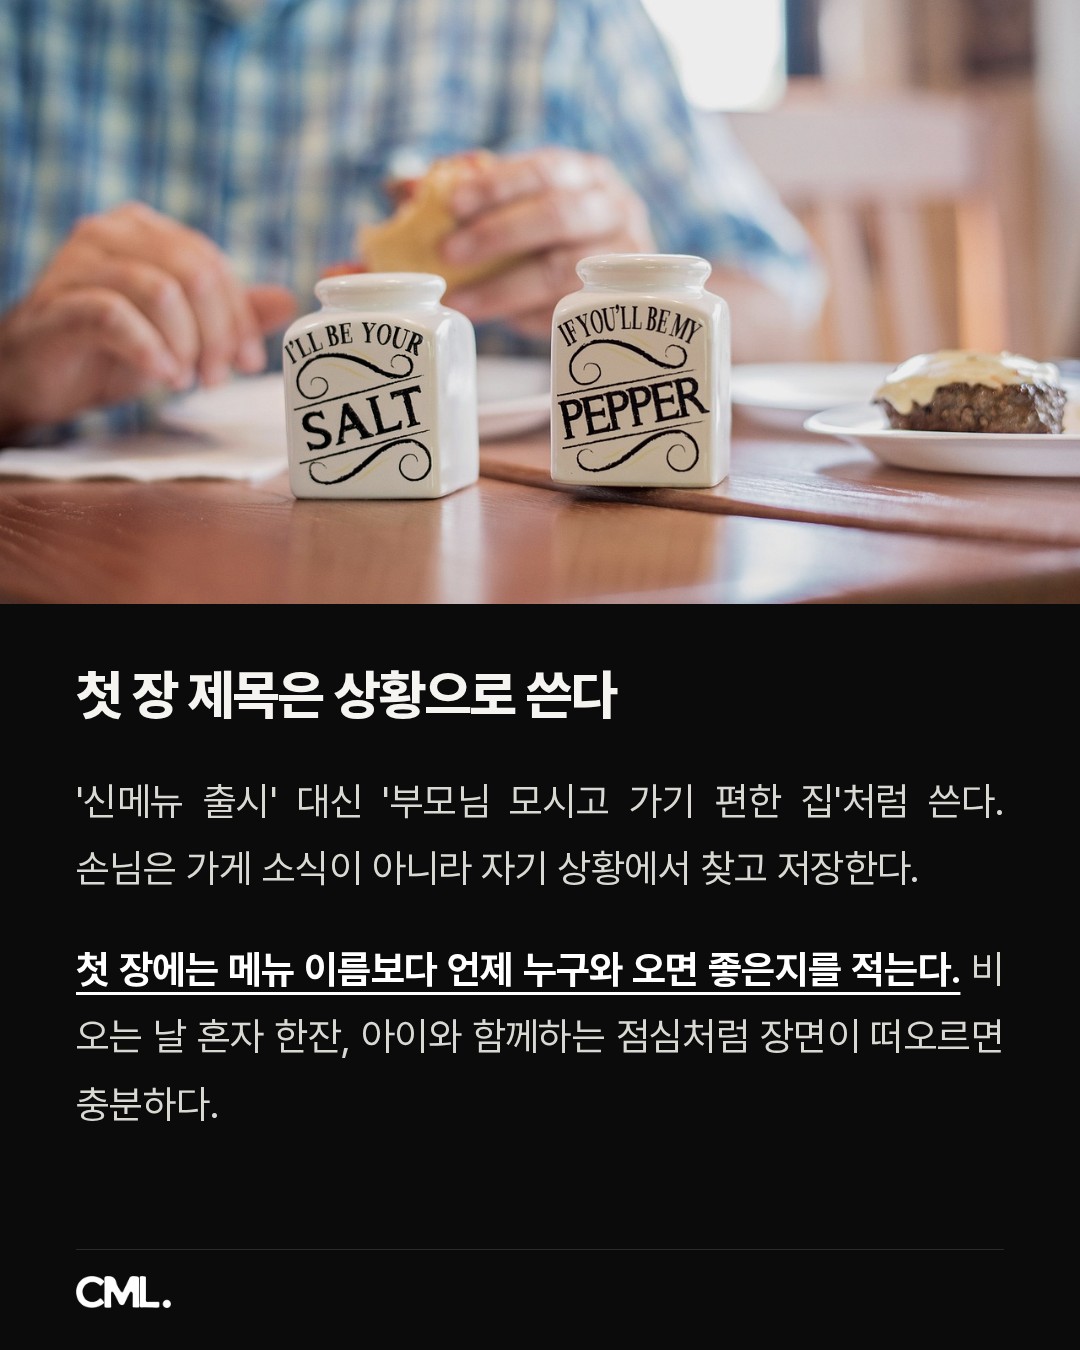 I'LL BE YOUR
SALT
IF YOU'LL BE MY
PEPPER
첫 장 제목은 상황으로 쓴다
'신메뉴 출시' 대신 '부모님 모시고 가기 편한 집'처럼 쓴다.
손님은 가게 소식이 아니라 자기 상황에서 찾고 저장한다.
첫 장에는 메뉴 이름보다 언제 누구와 오면 좋은지를 적는다. 비
오는 날 혼자 한잔, 아이와 함께하는 점심처럼 장면이 떠오르면
충분하다.
CML.